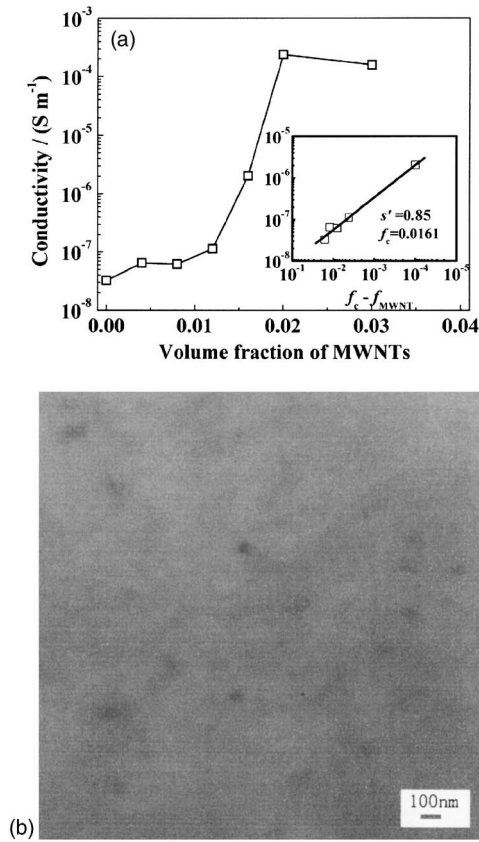 (a)
Conductivity / (S m⁻¹)
10⁻³
10⁻⁴
10⁻⁵
10⁻⁶
10⁻⁷
10⁻⁸
0.00
0.01
0.02
0.03
0.04
Volume fraction of MWNTs
10⁻⁵
10⁻⁶
10⁻⁷
10⁻⁸
s′ =0.85
f_c=0.0161
10⁻¹
10⁻²
10⁻³
10⁻⁴
10⁻⁵
f_c - f_MWNT
100nm
(b)